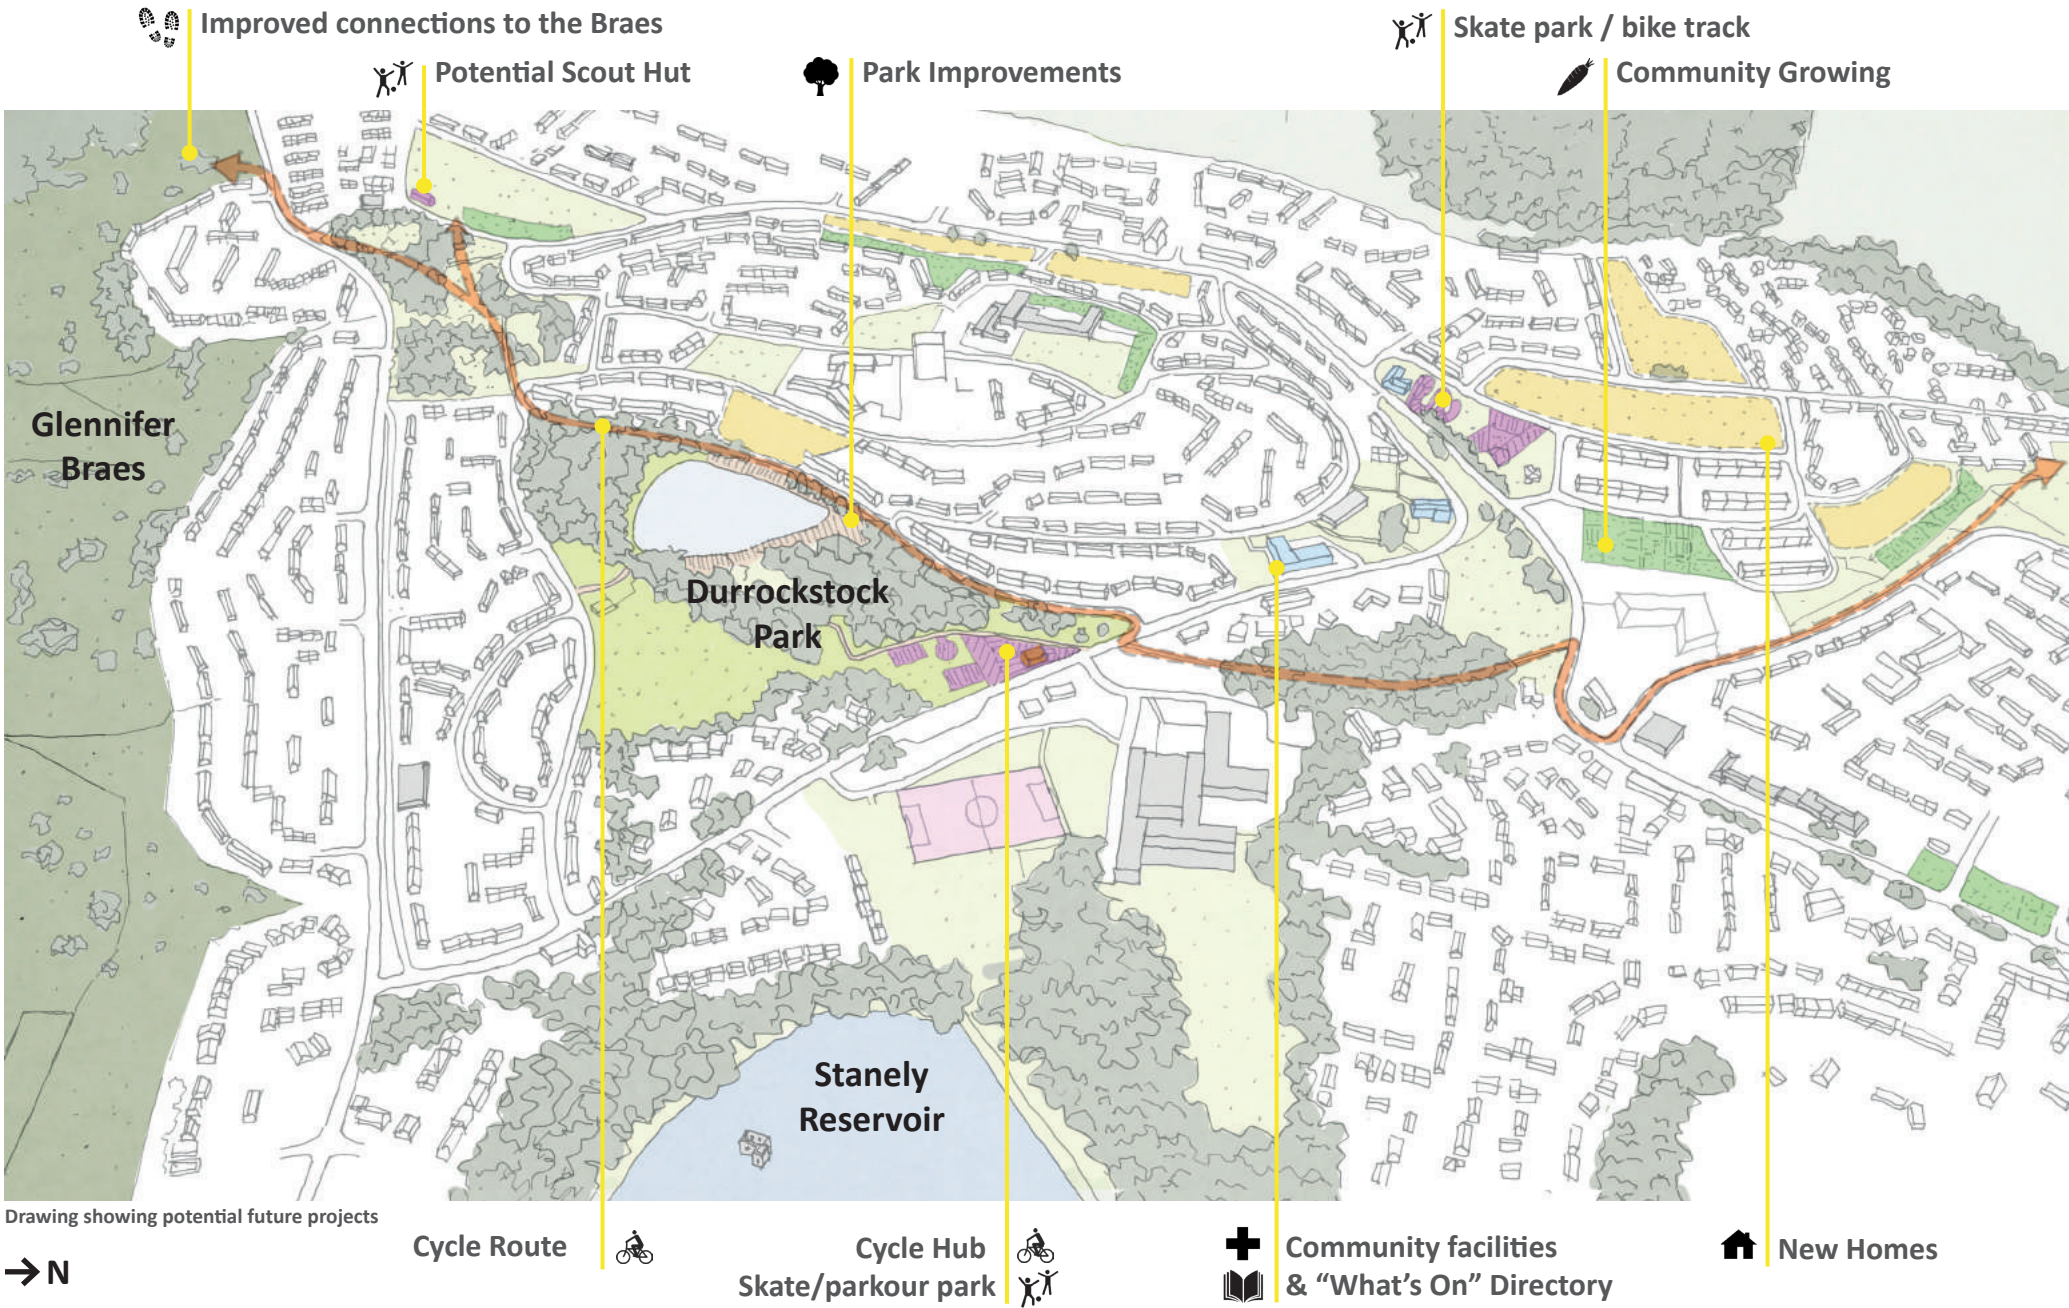 Improved connections to the Braes
Skate park / bike track
Potential Scout Hut
Park Improvements
Community Growing
Glennifer
Braes
Durrockstock
Park
Stanely
Reservoir
Drawing showing potential future projects
N
Cycle Route
Cycle Hub
Skate/parkour park
Community facilities
& “What’s On” Directory
New Homes